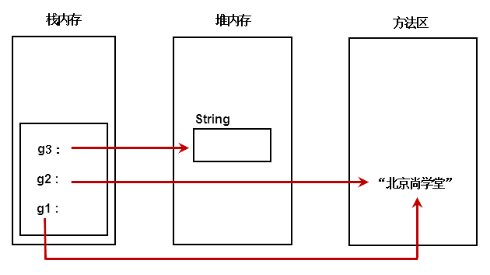 栈内存
堆内存
方法区
String
g3：
g2：
g1：
“北京尚学堂”